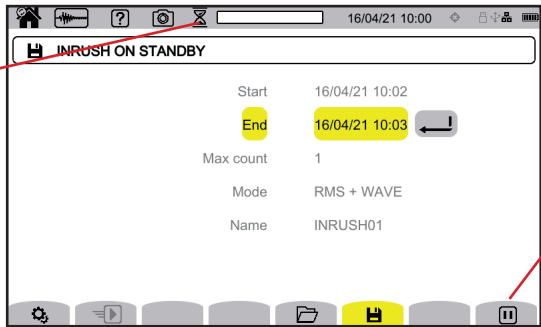 16/04/21 10:00
INRUSH ON STANDBY
Start 16/04/21 10:02
End 16/04/21 10:03
Max count 1
Mode RMS + WAVE
Name INRUSH01